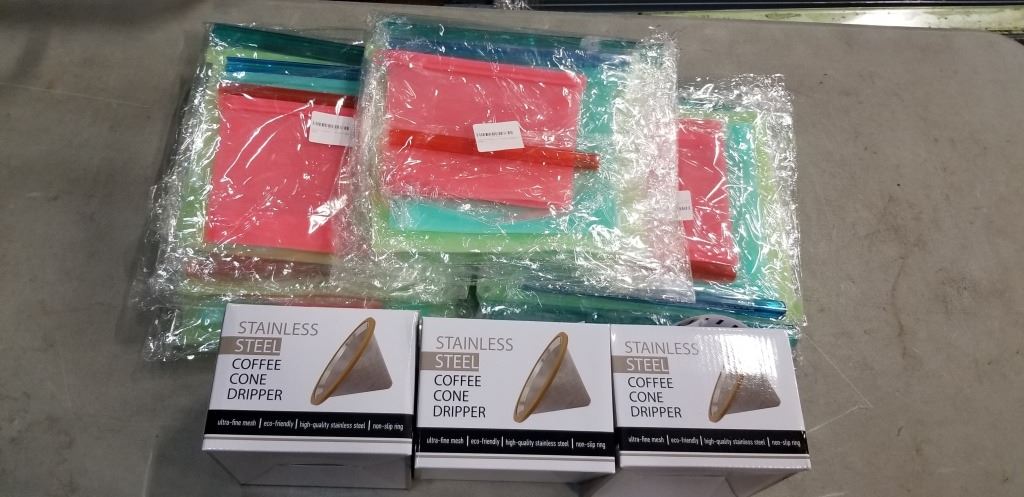 STAINLESS
STEEL
COFFEE
CONE
DRIPPER
ultra-fine mesh | eco-friendly | high-quality stainless steel | non-slip ring
STAINLESS
STEEL
COFFEE
CONE
DRIPPER
ultra-fine mesh | eco-friendly | high-quality stainless steel | non-slip ring
STAINLESS
STEEL
COFFEE
CONE
DRIPPER
ultra-fine mesh | eco-friendly | high-quality stainless steel | non-slip ring